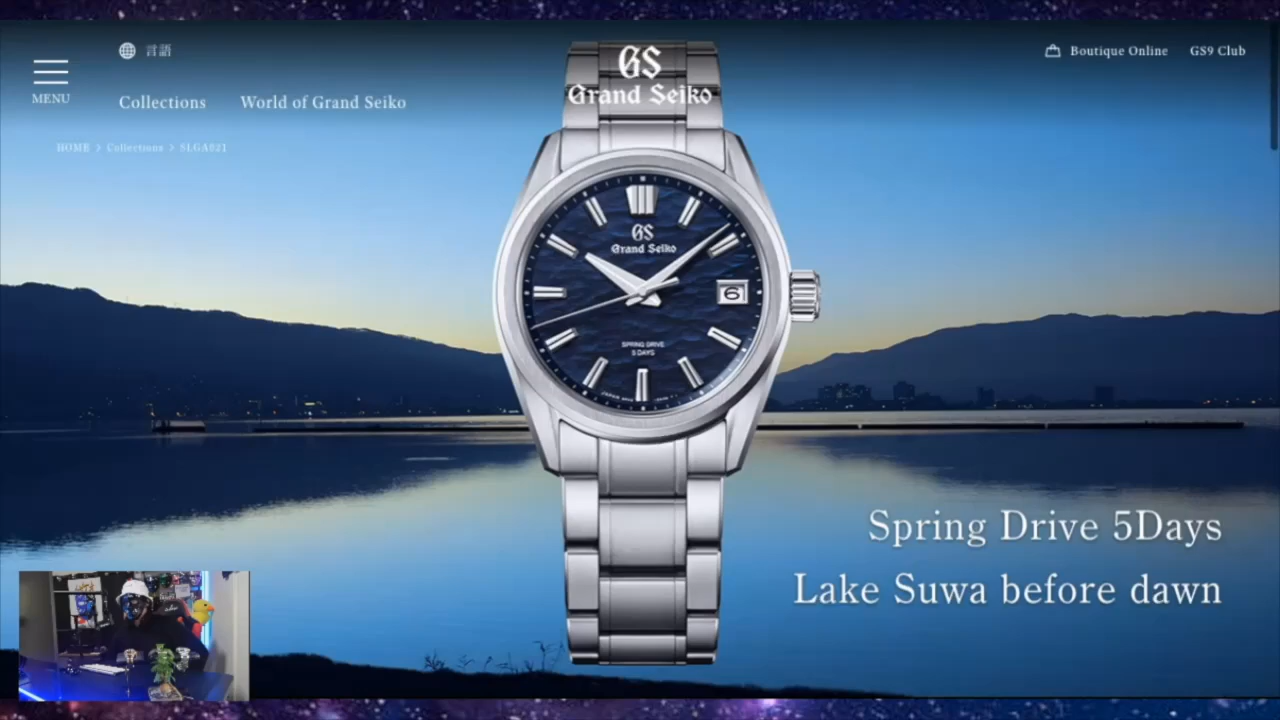 言語
Boutique Online
GS9 Club
MENU
Collections
World of Grand Seiko
GS
Grand Seiko
HOME > Collections > SLGA021
GS
Grand Seiko
6
SPRING DRIVE
5 DAYS
Spring Drive 5Days
Lake Suwa before dawn